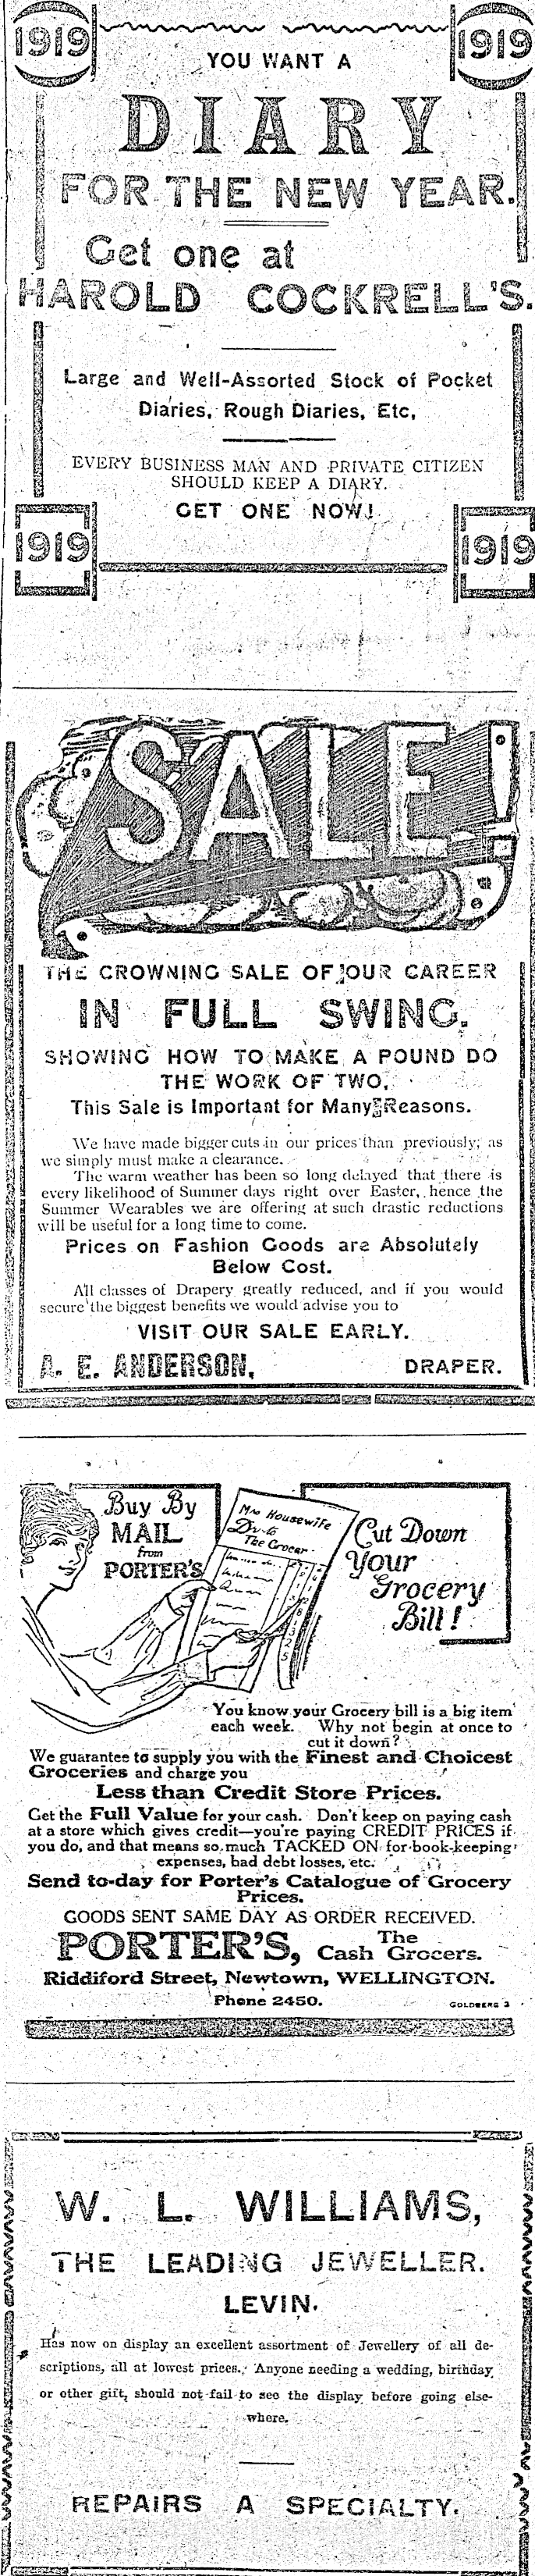 1919 1919
YOU WANT A
DIARY
FOR THE NEW YEAR.
Get one at
HAROLD COCKRELL'S.
Large and Well-Assorted Stock of Pocket
Diaries, Rough Diaries, Etc,
EVERY BUSINESS MAN AND PRIVATE CITIZEN
SHOULD KEEP A DIARY.
GET ONE NOW!
1919 1919
SALE!
THE CROWNING SALE OF OUR CAREER
IN FULL SWING.
SHOWING HOW TO MAKE A POUND DO
THE WORK OF TWO.
This Sale is Important for Many Reasons.
We have made bigger cuts in our prices than previously; as
we simply must make a clearance.
The warm weather has been so long delayed that there is
every likelihood of Summer days right over Easter, hence the
Summer Wearables we are offering at such drastic reductions
will be useful for a long time to come.
Prices on Fashion Goods are Absolutely
Below Cost.
All classes of Drapery greatly reduced, and if you would
secure the biggest benefits we would advise you to
VISIT OUR SALE EARLY.
A. E. ANDERSON, DRAPER.
Buy By
MAIL
from
PORTER'S
Mrs Housewife
Dr to
The Grocer
Cut Down
Your
Grocery
Bill!
You know your Grocery bill is a big item
each week. Why not begin at once to
cut it down?
We guarantee to supply you with the Finest and Choicest
Groceries and charge you
Less than Credit Store Prices.
Get the Full Value for your cash. Don't keep on paying cash
at a store which gives credit—you're paying CREDIT PRICES if
you do, and that means so much TACKED ON for book-keeping
expenses, bad debt losses, etc.
Send to-day for Porter's Catalogue of Grocery
Prices.
GOODS SENT SAME DAY AS ORDER RECEIVED.
PORTER'S, The Cash Grocers.
Riddiford Street, Newtown, WELLINGTON.
Phone 2450.
GOLDBERG 3
W. L. WILLIAMS,
THE LEADING JEWELLER.
LEVIN.
Has now on display an excellent assortment of Jewellery of all de-
scriptions, all at lowest prices. Anyone needing a wedding, birthday
or other gift, should not fail to see the display before going else-
where.
REPAIRS A SPECIALTY.